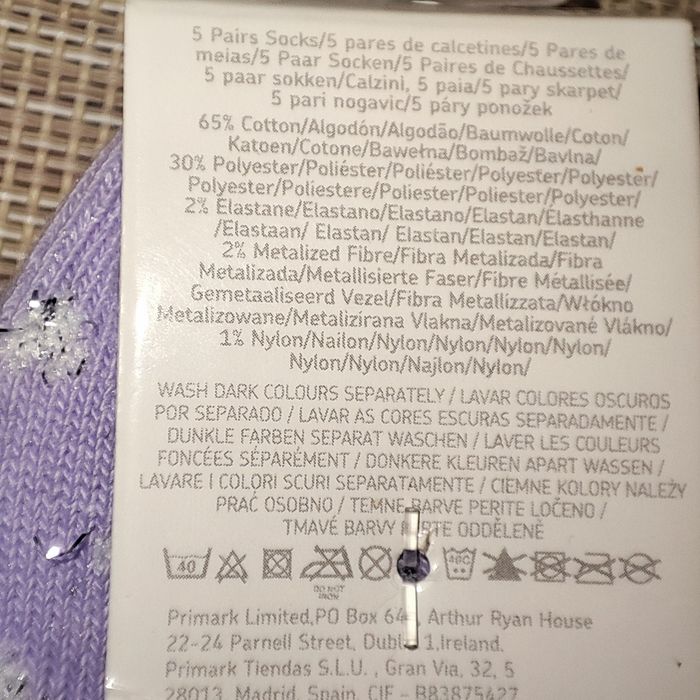 5 Pairs Socks/5 pares de calcetines/5 Pares de
meias/5 Paar Socken/5 Paires de Chaussettes/
5 paar sokken/Calzini, 5 paia/5 pary skarpet/
5 pari nogavic/5 páry ponožek
65% Cotton/Algodón/Algodão/Baumwolle/Coton/
Katoen/Cotone/Bawełna/Bombaž/Bavlna/
30% Polyester/Poliéster/Poliéster/Polyester/Polyester/
Polyester/Poliestere/Poliester/Poliester/Polyester/
2% Elastane/Elastano/Elastano/Elastan/Élasthanne
/Elastaan/ Elastan/ Elastan/Elastan/Elastan/
2% Metalized Fibre/Fibra Metalizada/Fibra
Metalizada/Metallisierte Faser/Fibre Métallisée/
Gemetaaliseerd Vezel/Fibra Metallizzata/Włókno
Metalizowane/Metalizirana Vlakna/Metalizované Vlákno/
1% Nylon/Nailon/Nylon/Nylon/Nylon/Nylon/
Nylon/Nylon/Najlon/Nylon/
WASH DARK COLOURS SEPARATELY / LAVAR COLORES OSCUROS
POR SEPARADO / LAVAR AS CORES ESCURAS SEPARADAMENTE /
DUNKLE FARBEN SEPARAT WASCHEN / LAVER LES COULEURS
FONCÉES SÉPARÉMENT / DONKERE KLEUREN APART WASSEN /
LAVARE I COLORI SCURI SEPARATAMENTE / CIEMNE KOLORY NALEŻY
PRAĆ OSOBNO / TEMNE BARVE PERITE LOČENO /
TMAVÉ BARVY ODDĚLENĚ
40
DO NOT
IRON
40C
Primark Limited,PO Box Arthur Ryan House
22-24 Parnell Street, Dublin 1,Ireland.
Primark Tiendas S.L.U. , Gran Via, 32, 5
28013, Madrid, Spain, CIF - B83875427